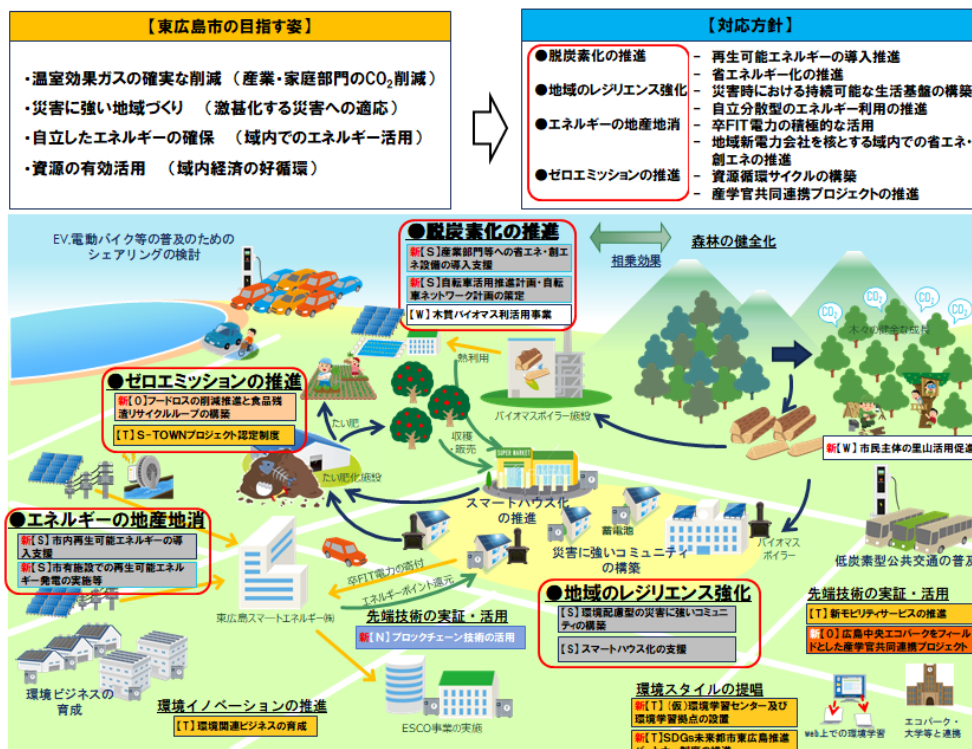 【東広島市の目指す姿】
・温室効果ガスの確実な削減（産業・家庭部門のCO₂削減）
・災害に強い地域づくり　（激甚化する災害への適応）
・自立したエネルギーの確保　（域内でのエネルギー活用）
・資源の有効活用　（域内経済の好循環）
【対応方針】
●脱炭素化の推進　－　再生可能エネルギーの導入推進
－　省エネルギー化の推進
●地域のレジリエンス強化　－　災害時における持続可能な生活基盤の構築
－　自立分散型のエネルギー利用の推進
●エネルギーの地産地消　－　卒FIT電力の積極的な活用
－　地域新電力会社を核とする域内での省エネ・
創エネの推進
●ゼロエミッションの推進　－　資源循環サイクルの構築
－　産学官共同連携プロジェクトの推進
EV､電動バイク等の普及のための
シェアリングの検討
●脱炭素化の推進
新【S】産業部門等への省エネ・創エ
ネ設備の導入支援
新【S】自転車活用推進計画・自転
車ネットワーク計画の策定
【W】木質バイオマス利活用事業
相乗効果
森林の健全化
CO₂
CO₂
CO₂
CO₂
木々の健全な成長
熱利用
バイオマスボイラー施設
●ゼロエミッションの推進
新【O】フードロスの削減推進と食品残
渣リサイクルループの構築
【T】S-TOWNプロジェクト認定制度
たい肥
収穫
・販売
たい肥化施設
SUPER MARKET
スマートハウス化
の推進
新【W】市民主体の里山活用促進
●エネルギーの地産地消
新【S】市内再生可能エネルギーの導
入支援
新【S】市有施設での再生可能エネル
ギー発電の実施等
蓄電池
災害に強いコミュニティ
の構築
バイオマス
ボイラー
低炭素型公共交通の普及
卒FIT電力の寄付
エネルギーポイント還元
東広島スマートエネルギー㈱
先端技術の実証・活用
新【N】ブロックチェーン技術の活用
●地域のレジリエンス強化
【S】環境配慮型の災害に強いコミュニ
ティの構築
【S】スマートハウス化の支援
先端技術の実証・活用
【T】新モビリティサービスの推進
新【O】広島中央エコパークをフィール
ドとした産学官共同連携プロジェクト
環境ビジネスの
育成
環境イノベーションの推進
【T】環境関連ビジネスの育成
ESCO事業の実施
環境スタイルの提唱
新【T】（仮）環境学習センター及び
環境学習拠点の設置
新【T】SDGs未来都市東広島推進
Web上での環境学習
エコパーク・
大学等と連携